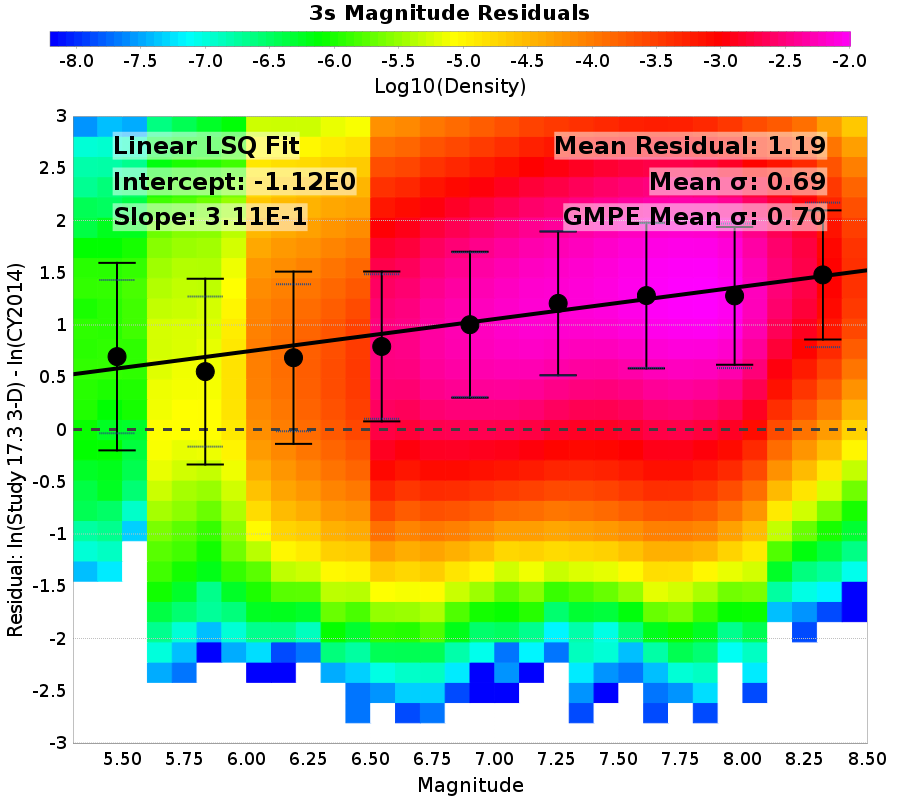 3s Magnitude Residuals
-8.0 -7.5 -7.0 -6.5 -6.0 -5.5 -5.0 -4.5 -4.0 -3.5 -3.0 -2.5 -2.0
Log10(Density)
Linear LSQ Fit
Intercept: -1.12E0
Slope: 3.11E-1
Mean Residual: 1.19
Mean σ: 0.69
GMPE Mean σ: 0.70
Residual: ln(Study 17.3 3-D) - ln(CY2014)
3
2.5
2
1.5
1
0.5
0
-0.5
-1
-1.5
-2
-2.5
-3
5.50 5.75 6.00 6.25 6.50 6.75 7.00 7.25 7.50 7.75 8.00 8.25 8.50
Magnitude